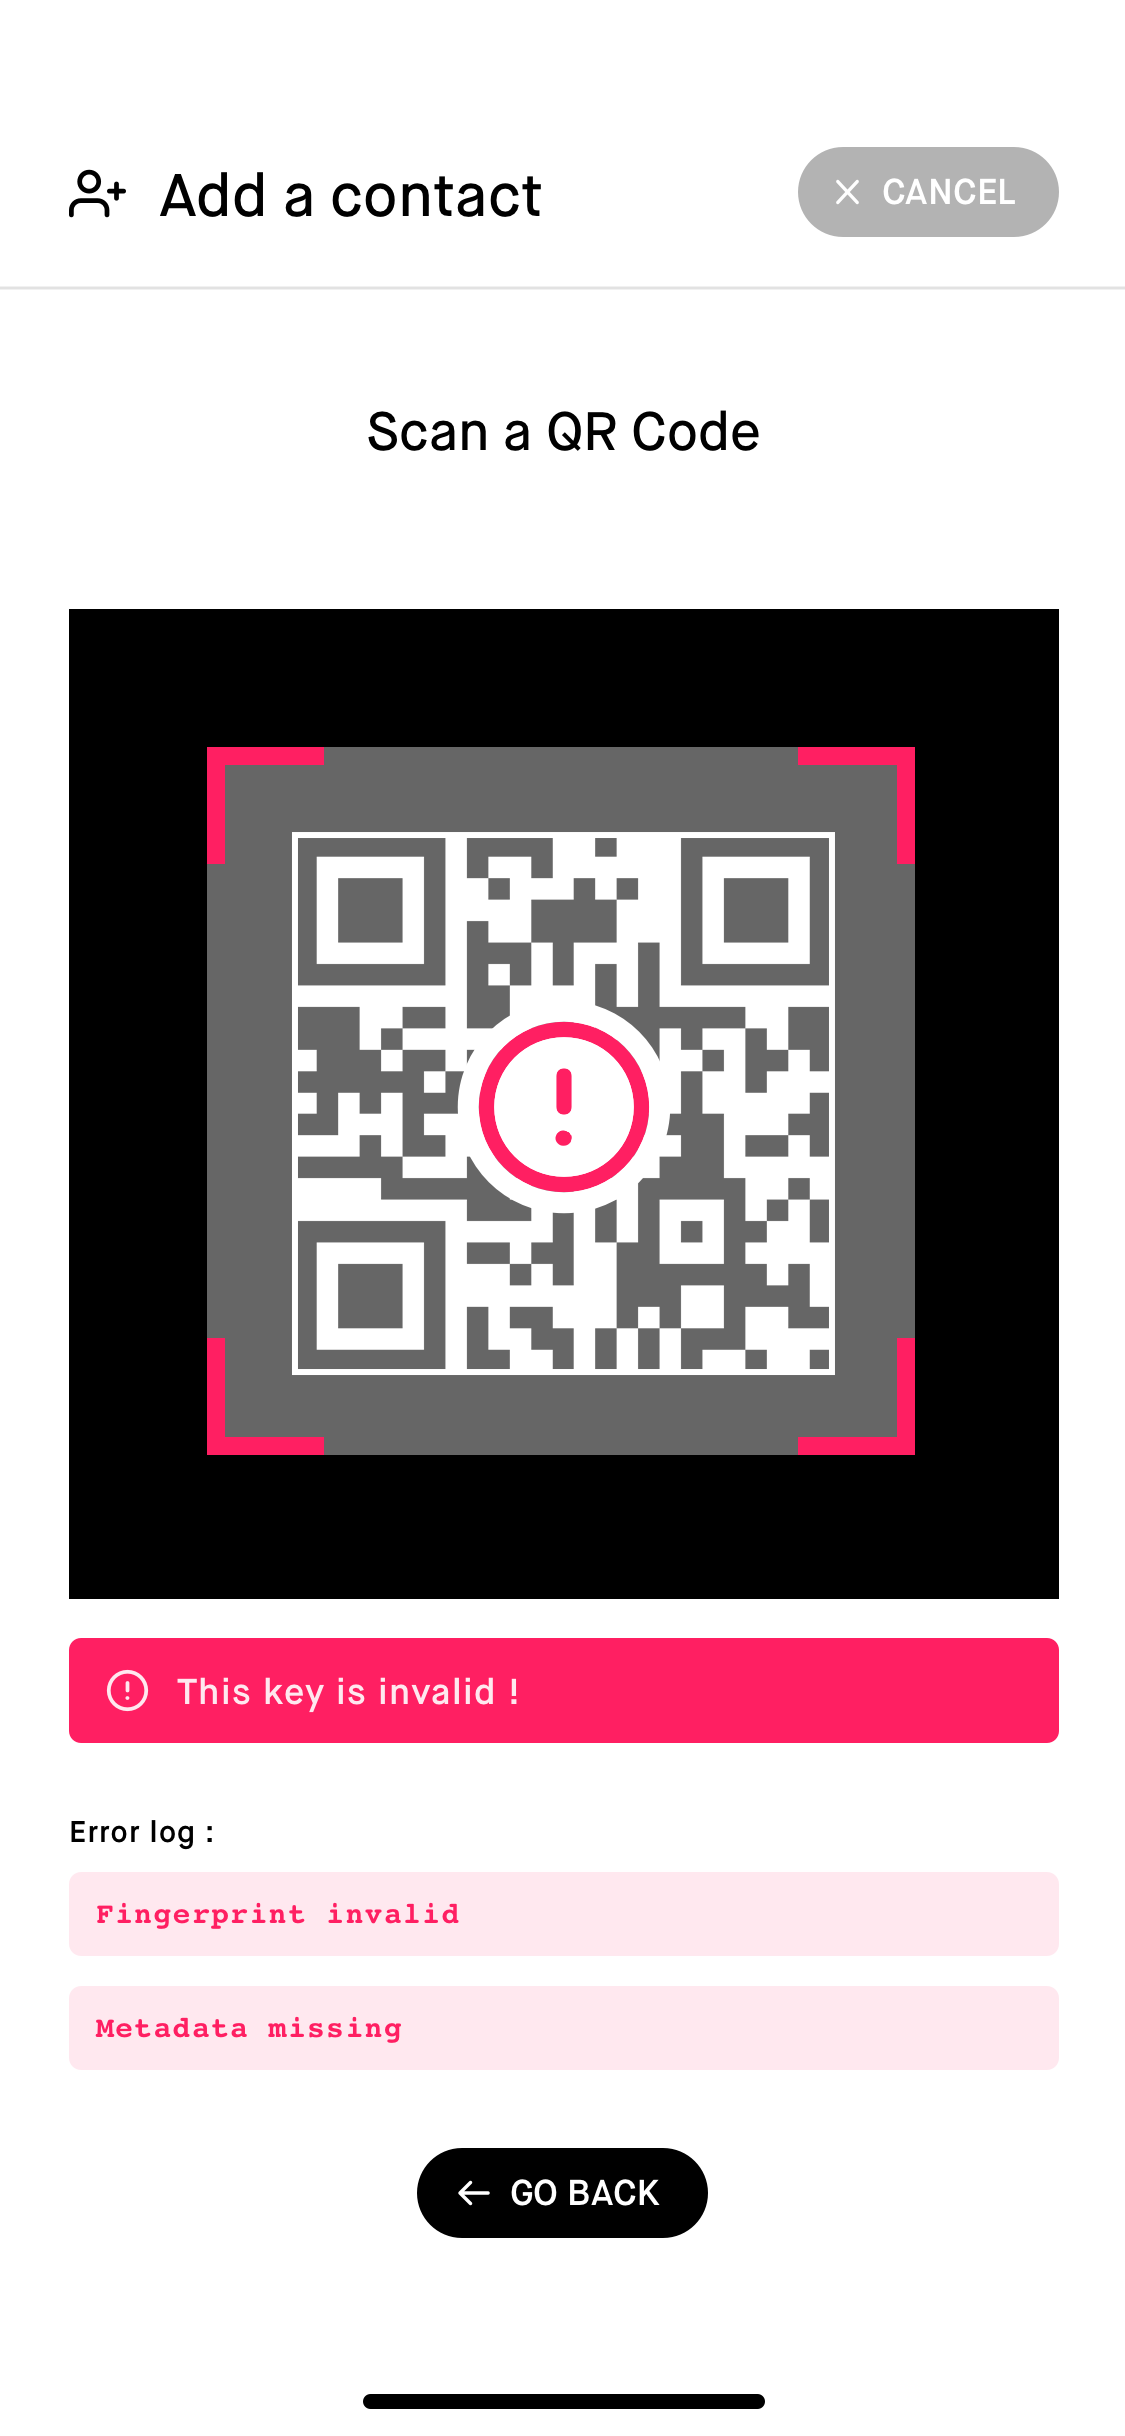 Add a contact
CANCEL
Scan a QR Code
This key is invalid !
Error log :
Fingerprint invalid
Metadata missing
GO BACK